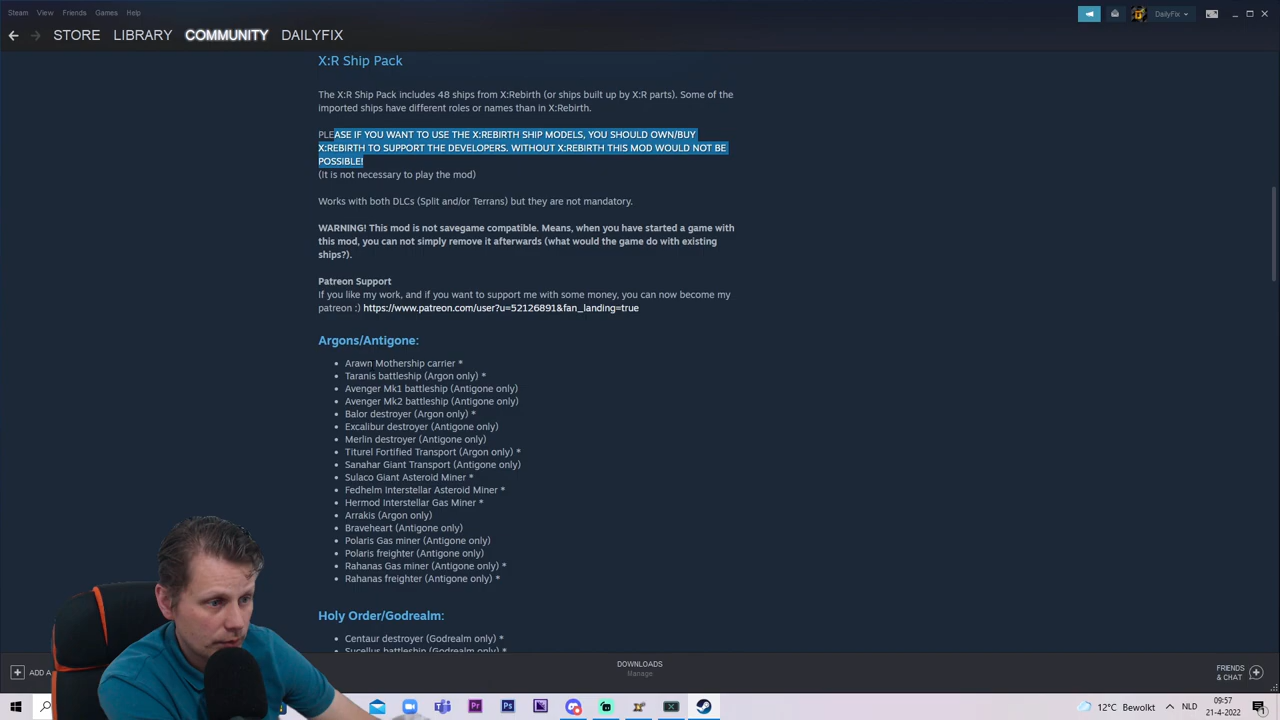 Steam View Friends Games Help
DailyFix
STORE LIBRARY COMMUNITY DAILYFIX
X:R Ship Pack
The X:R Ship Pack includes 48 ships from X:Rebirth (or ships built up by X:R parts). Some of the
imported ships have different roles or names than in X:Rebirth.
PLEASE IF YOU WANT TO USE THE X:REBIRTH SHIP MODELS, YOU SHOULD OWN/BUY
X:REBIRTH TO SUPPORT THE DEVELOPERS. WITHOUT X:REBIRTH THIS MOD WOULD NOT BE
POSSIBLE!
(It is not necessary to play the mod)
Works with both DLCs (Split and/or Terrans) but they are not mandatory.
WARNING! This mod is not savegame compatible. Means, when you have started a game with
this mod, you can not simply remove it afterwards (what would the game do with existing
ships?).
Patreon Support
If you like my work, and if you want to support me with some money, you can now become my
patreon :) https://www.patreon.com/user?u=52126891&fan_landing=true
Argons/Antigone:
• Arawn Mothership carrier *
• Taranis battleship (Argon only) *
• Avenger Mk1 battleship (Antigone only)
• Avenger Mk2 battleship (Antigone only)
• Balor destroyer (Argon only) *
• Excalibur destroyer (Antigone only)
• Merlin destroyer (Antigone only)
• Titurel Fortified Transport (Argon only) *
• Sanahar Giant Transport (Antigone only)
• Sulaco Giant Asteroid Miner *
• Fedhelm Interstellar Asteroid Miner *
• Hermod Interstellar Gas Miner *
• Arrakis (Argon only)
• Braveheart (Antigone only)
• Polaris Gas miner (Antigone only)
• Polaris freighter (Antigone only)
• Rahanas Gas miner (Antigone only) *
• Rahanas freighter (Antigone only) *
Holy Order/Godrealm:
• Centaur destroyer (Godrealm only) *
• Sucellus battleship (Godrealm only) *
ADD A
DOWNLOADS
Manage
FRIENDS
& CHAT
12°C Bewolkt NLD
09:57
21-4-2022